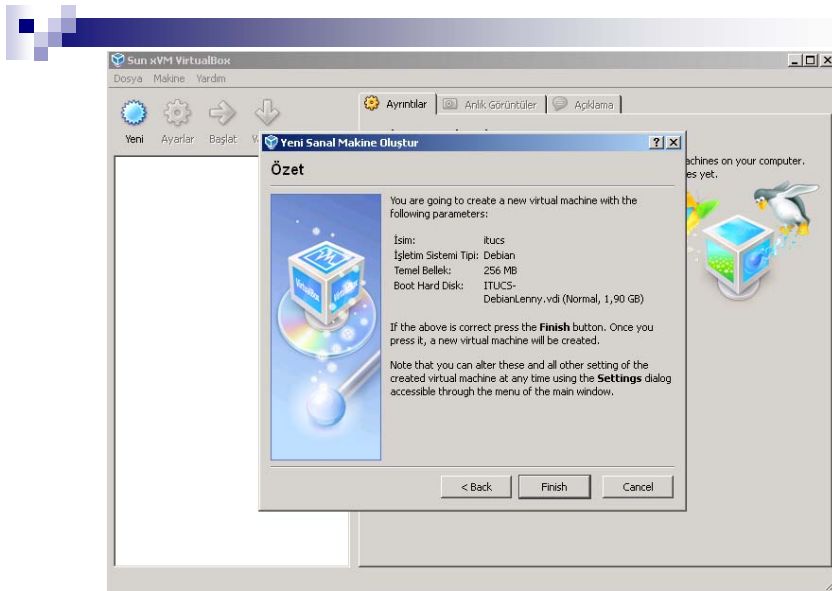 Sun xVM VirtualBox
Dosya Makine Yardım
Ayrıntılar Anlık Görüntüler Açıklama
Yeni Ayarlar Başlat
Yeni Sanal Makine Oluştur
achines on your computer.
es yet.
Özet
You are going to create a new virtual machine with the
following parameters:
İsim: itucs
İşletim Sistemi Tipi: Debian
Temel Bellek: 256 MB
Boot Hard Disk: ITUCS-
DebianLenny.vdi (Normal, 1,90 GB)
If the above is correct press the Finish button. Once you
press it, a new virtual machine will be created.
Note that you can alter these and all other setting of the
created virtual machine at any time using the Settings dialog
accessible through the menu of the main window.
< Back Finish Cancel